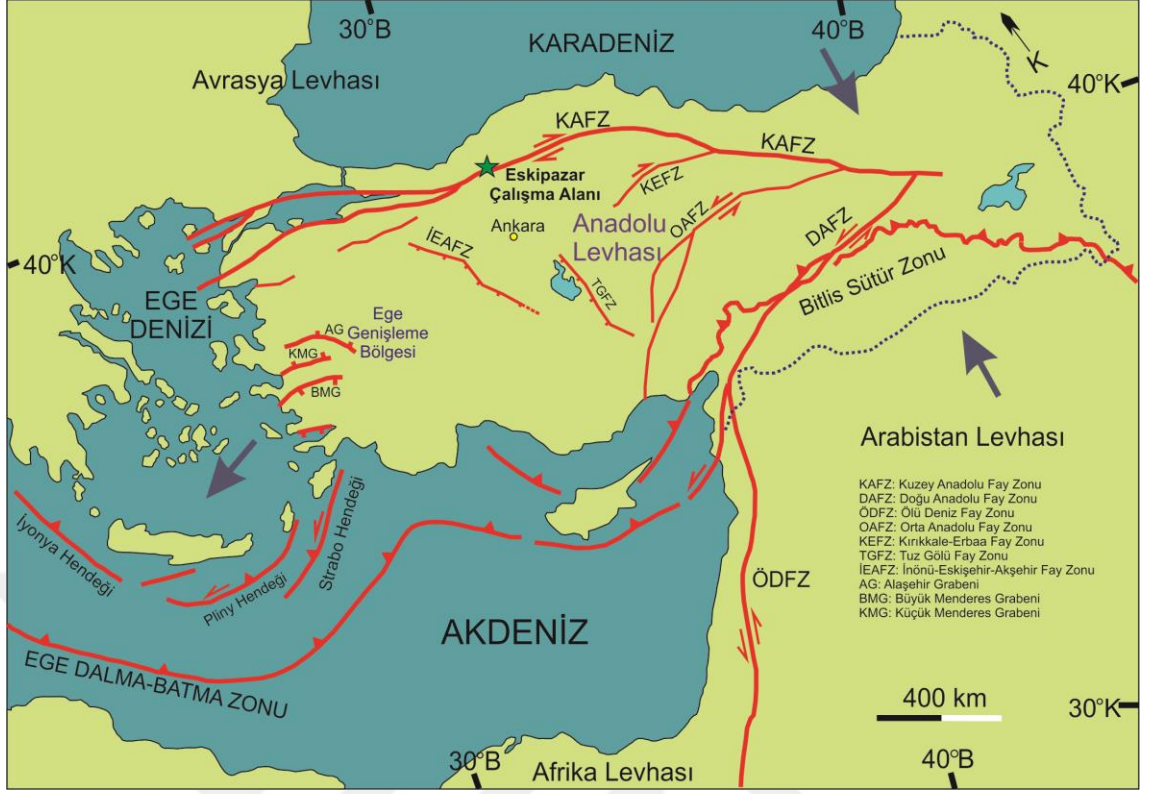 30°B
40°B
KARADENİZ
K
Avrasya Levhası
40°K
KAFZ
KAFZ
Eskipazar
Çalışma Alanı
KEFZ
Ankara
Anadolu
Levhası
OAFZ
DAFZ
40°K
İEAFZ
TGFZ
Bitlis Sütür Zonu
EGE
DENİZİ
Ege
Genişleme
Bölgesi
AG
KMG
BMG
Arabistan Levhası
KAFZ: Kuzey Anadolu Fay Zonu
DAFZ: Doğu Anadolu Fay Zonu
ÖDFZ: Ölü Deniz Fay Zonu
OAFZ: Orta Anadolu Fay Zonu
KEFZ: Kırıkkale-Erbaa Fay Zonu
TGFZ: Tuz Gölü Fay Zonu
İEAFZ: İnönü-Eskişehir-Akşehir Fay Zonu
AG: Alaşehir Grabeni
BMG: Büyük Menderes Grabeni
KMG: Küçük Menderes Grabeni
İyonya Hendeği
Pliny Hendeği
Strabo Hendeği
ÖDFZ
AKDENİZ
EGE DALMA-BATMA ZONU
400 km
30°K
30°B
Afrika Levhası
40°B